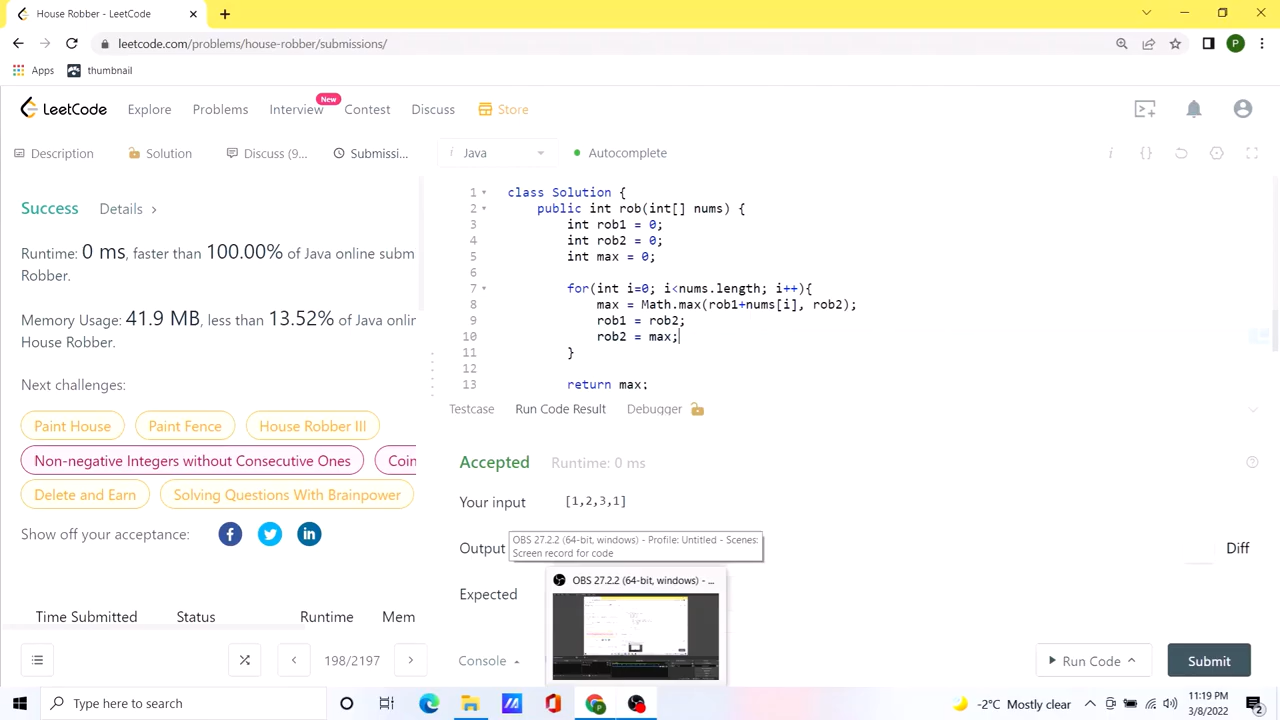 House Robber - LeetCode
leetcode.com/problems/house-robber/submissions/
P
Apps
thumbnail
LeetCode
Explore
Problems
Interview
New
Contest
Discuss
Store
Description
Solution
Discuss (9...
Submissi...
i Java
Autocomplete
i {}
Success
Details >
Runtime: 0 ms, faster than 100.00% of Java online subm
Robber.
Memory Usage: 41.9 MB, less than 13.52% of Java onlin
House Robber.
Next challenges:
Paint House
Paint Fence
House Robber III
Non-negative Integers without Consecutive Ones
Coin
Delete and Earn
Solving Questions With Brainpower
Show off your acceptance:
Time Submitted
Status
Runtime
Mem
1 class Solution {
2 public int rob(int[] nums) {
3 int rob1 = 0;
4 int rob2 = 0;
5 int max = 0;
6
7 for(int i=0; i<nums.length; i++){
8 max = Math.max(rob1+nums[i], rob2);
9 rob1 = rob2;
10 rob2 = max;
11 }
12
13 return max;
Testcase
Run Code Result
Debugger
Accepted
Runtime: 0 ms
Your input
[1,2,3,1]
Output
Diff
OBS 27.2.2 (64-bit, windows) - Profile: Untitled - Scenes:
Screen record for code
OBS 27.2.2 (64-bit, windows) - ...
Expected
Console
Submit
Type here to search
-2°C Mostly clear
11:19 PM
3/8/2022
2